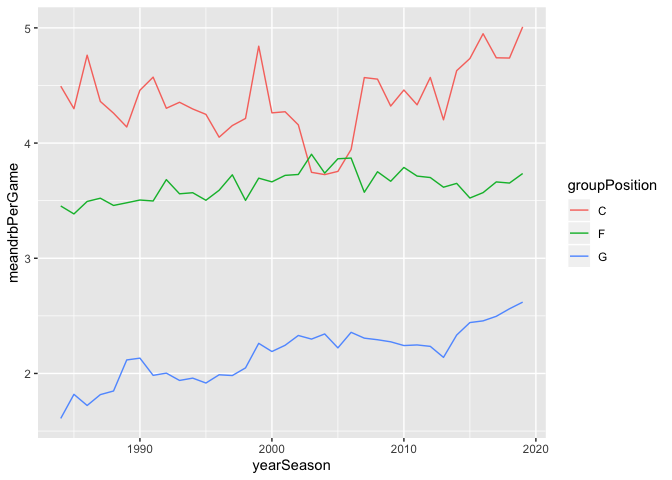 5
4
3
2
meandrbPerGame
1990
2000
2010
2020
yearSeason
groupPosition
C
F
G